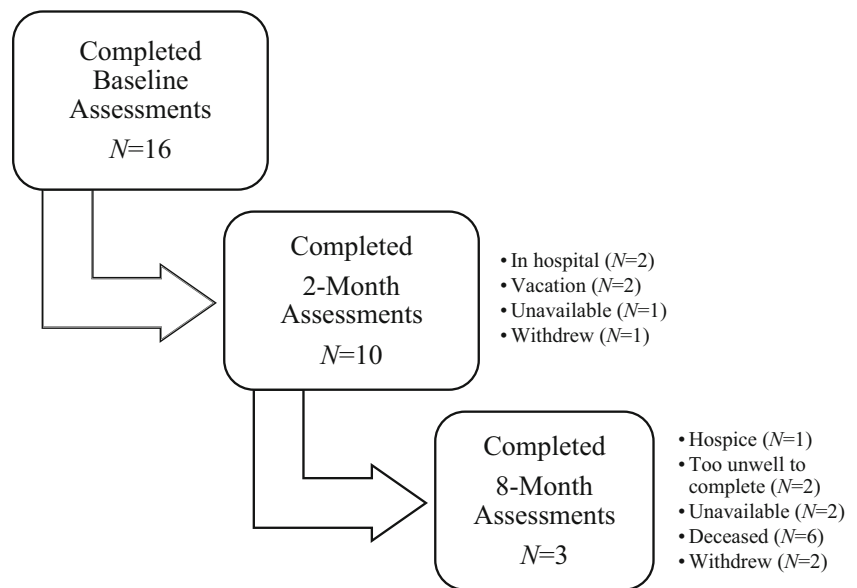 Completed
Baseline
Assessments
N=16
Completed
2-Month
Assessments
N=10
• In hospital (N=2)
• Vacation (N=2)
• Unavailable (N=1)
• Withdrew (N=1)
Completed
8-Month
Assessments
N=3
• Hospice (N=1)
• Too unwell to
complete (N=2)
• Unavailable (N=2)
• Deceased (N=6)
• Withdrew (N=2)